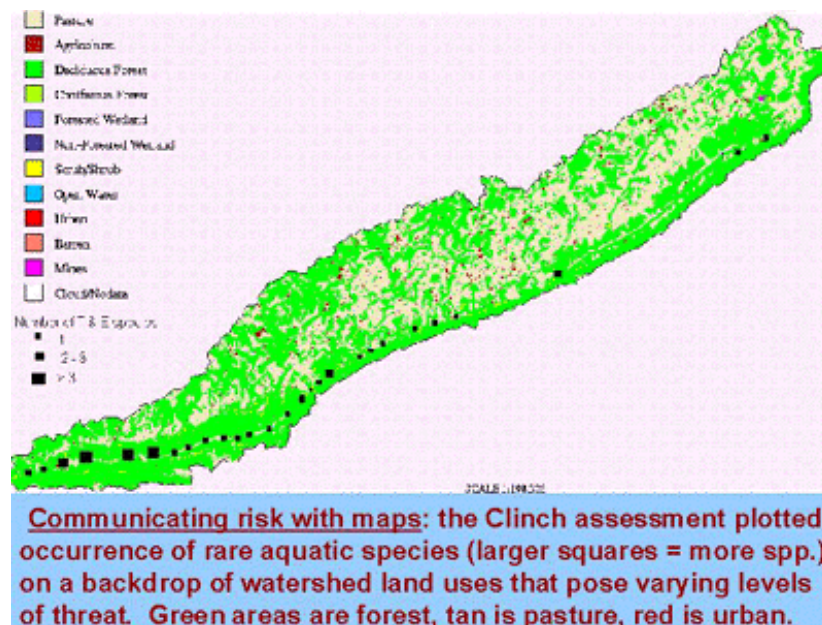 Pasture
Agriculture
Deciduous Forest
Coniferous Forest
Forested Wetland
Non-Forested Wetland
Scrub/Shrub
Open Water
Urban
Barren
Mines
Cloud/Nodata
Number of T & E species
1
2 - 3
> 3
SCALE
Communicating risk with maps: the Clinch assessment plotted
occurrence of rare aquatic species (larger squares = more spp.)
on a backdrop of watershed land uses that pose varying levels
of threat. Green areas are forest, tan is pasture, red is urban.